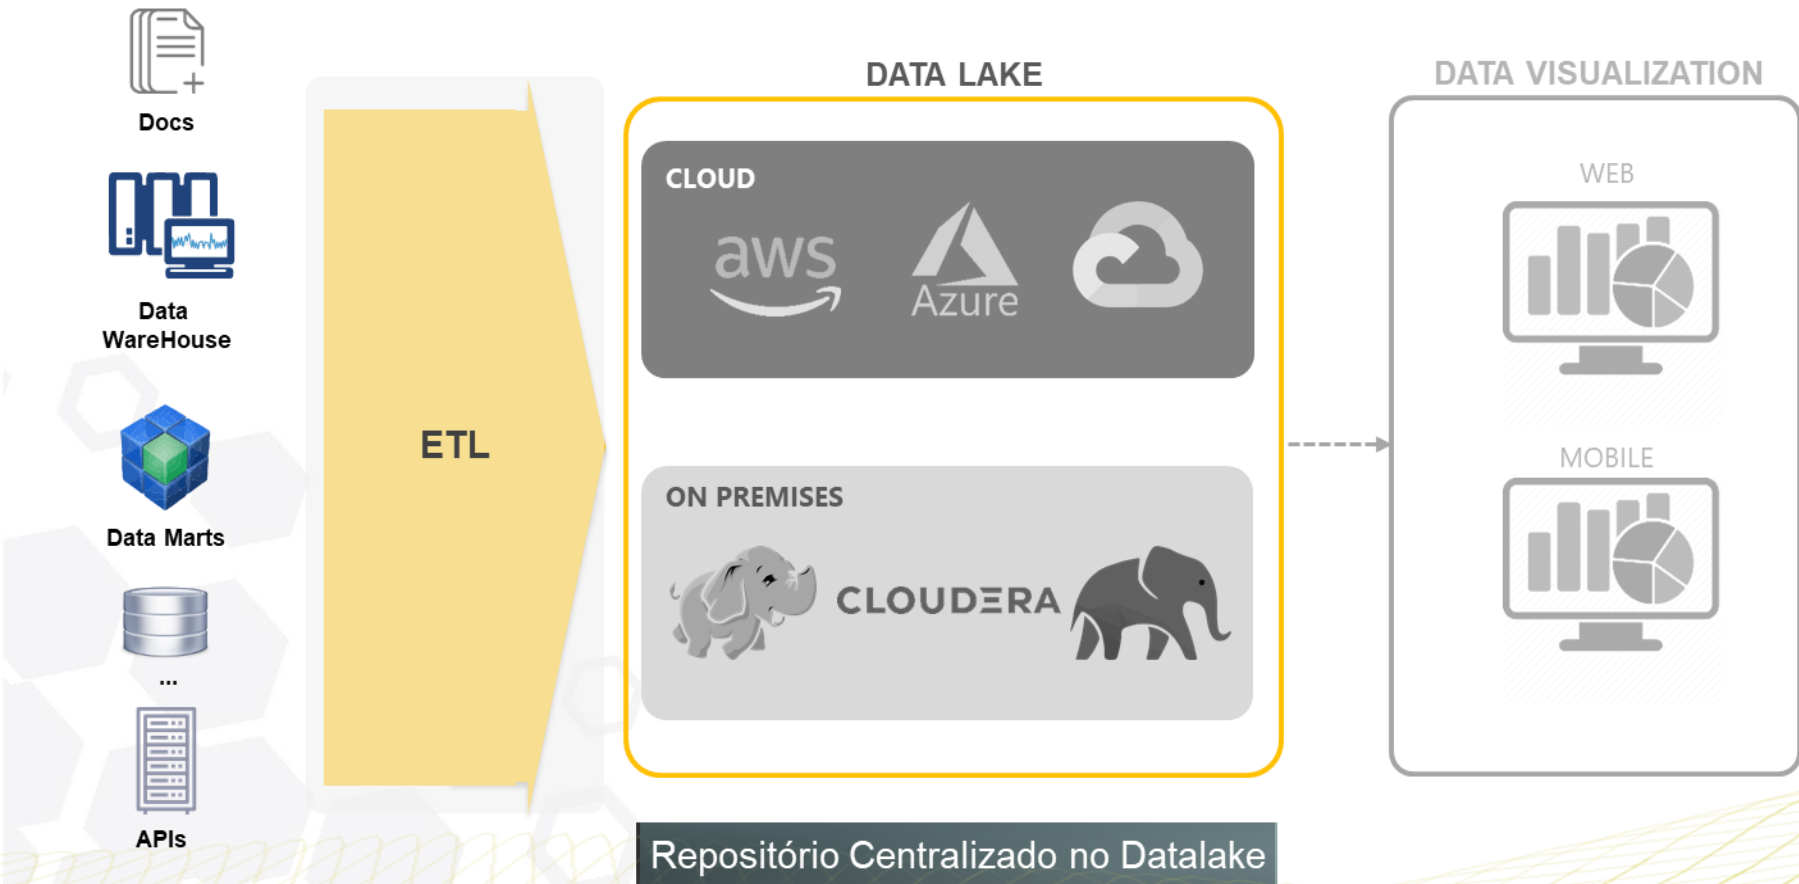 Docs
Data
WareHouse
Data Marts
...
APIs
ETL
DATA LAKE
CLOUD
aws
Azure
ON PREMISES
CLOUDERA
Repositório Centralizado no Datalake
DATA VISUALIZATION
WEB
MOBILE